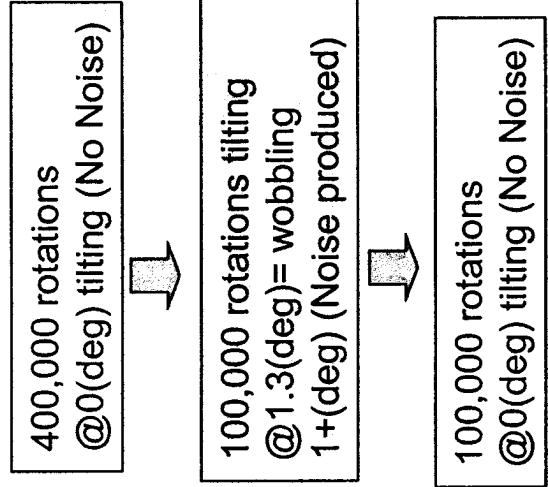 400,000 rotations
@0(deg) tilting (No Noise)
100,000 rotations tilting
@1.3(deg)= wobbling
1+(deg) (Noise produced)
100,000 rotations
@0(deg) tilting (No Noise)